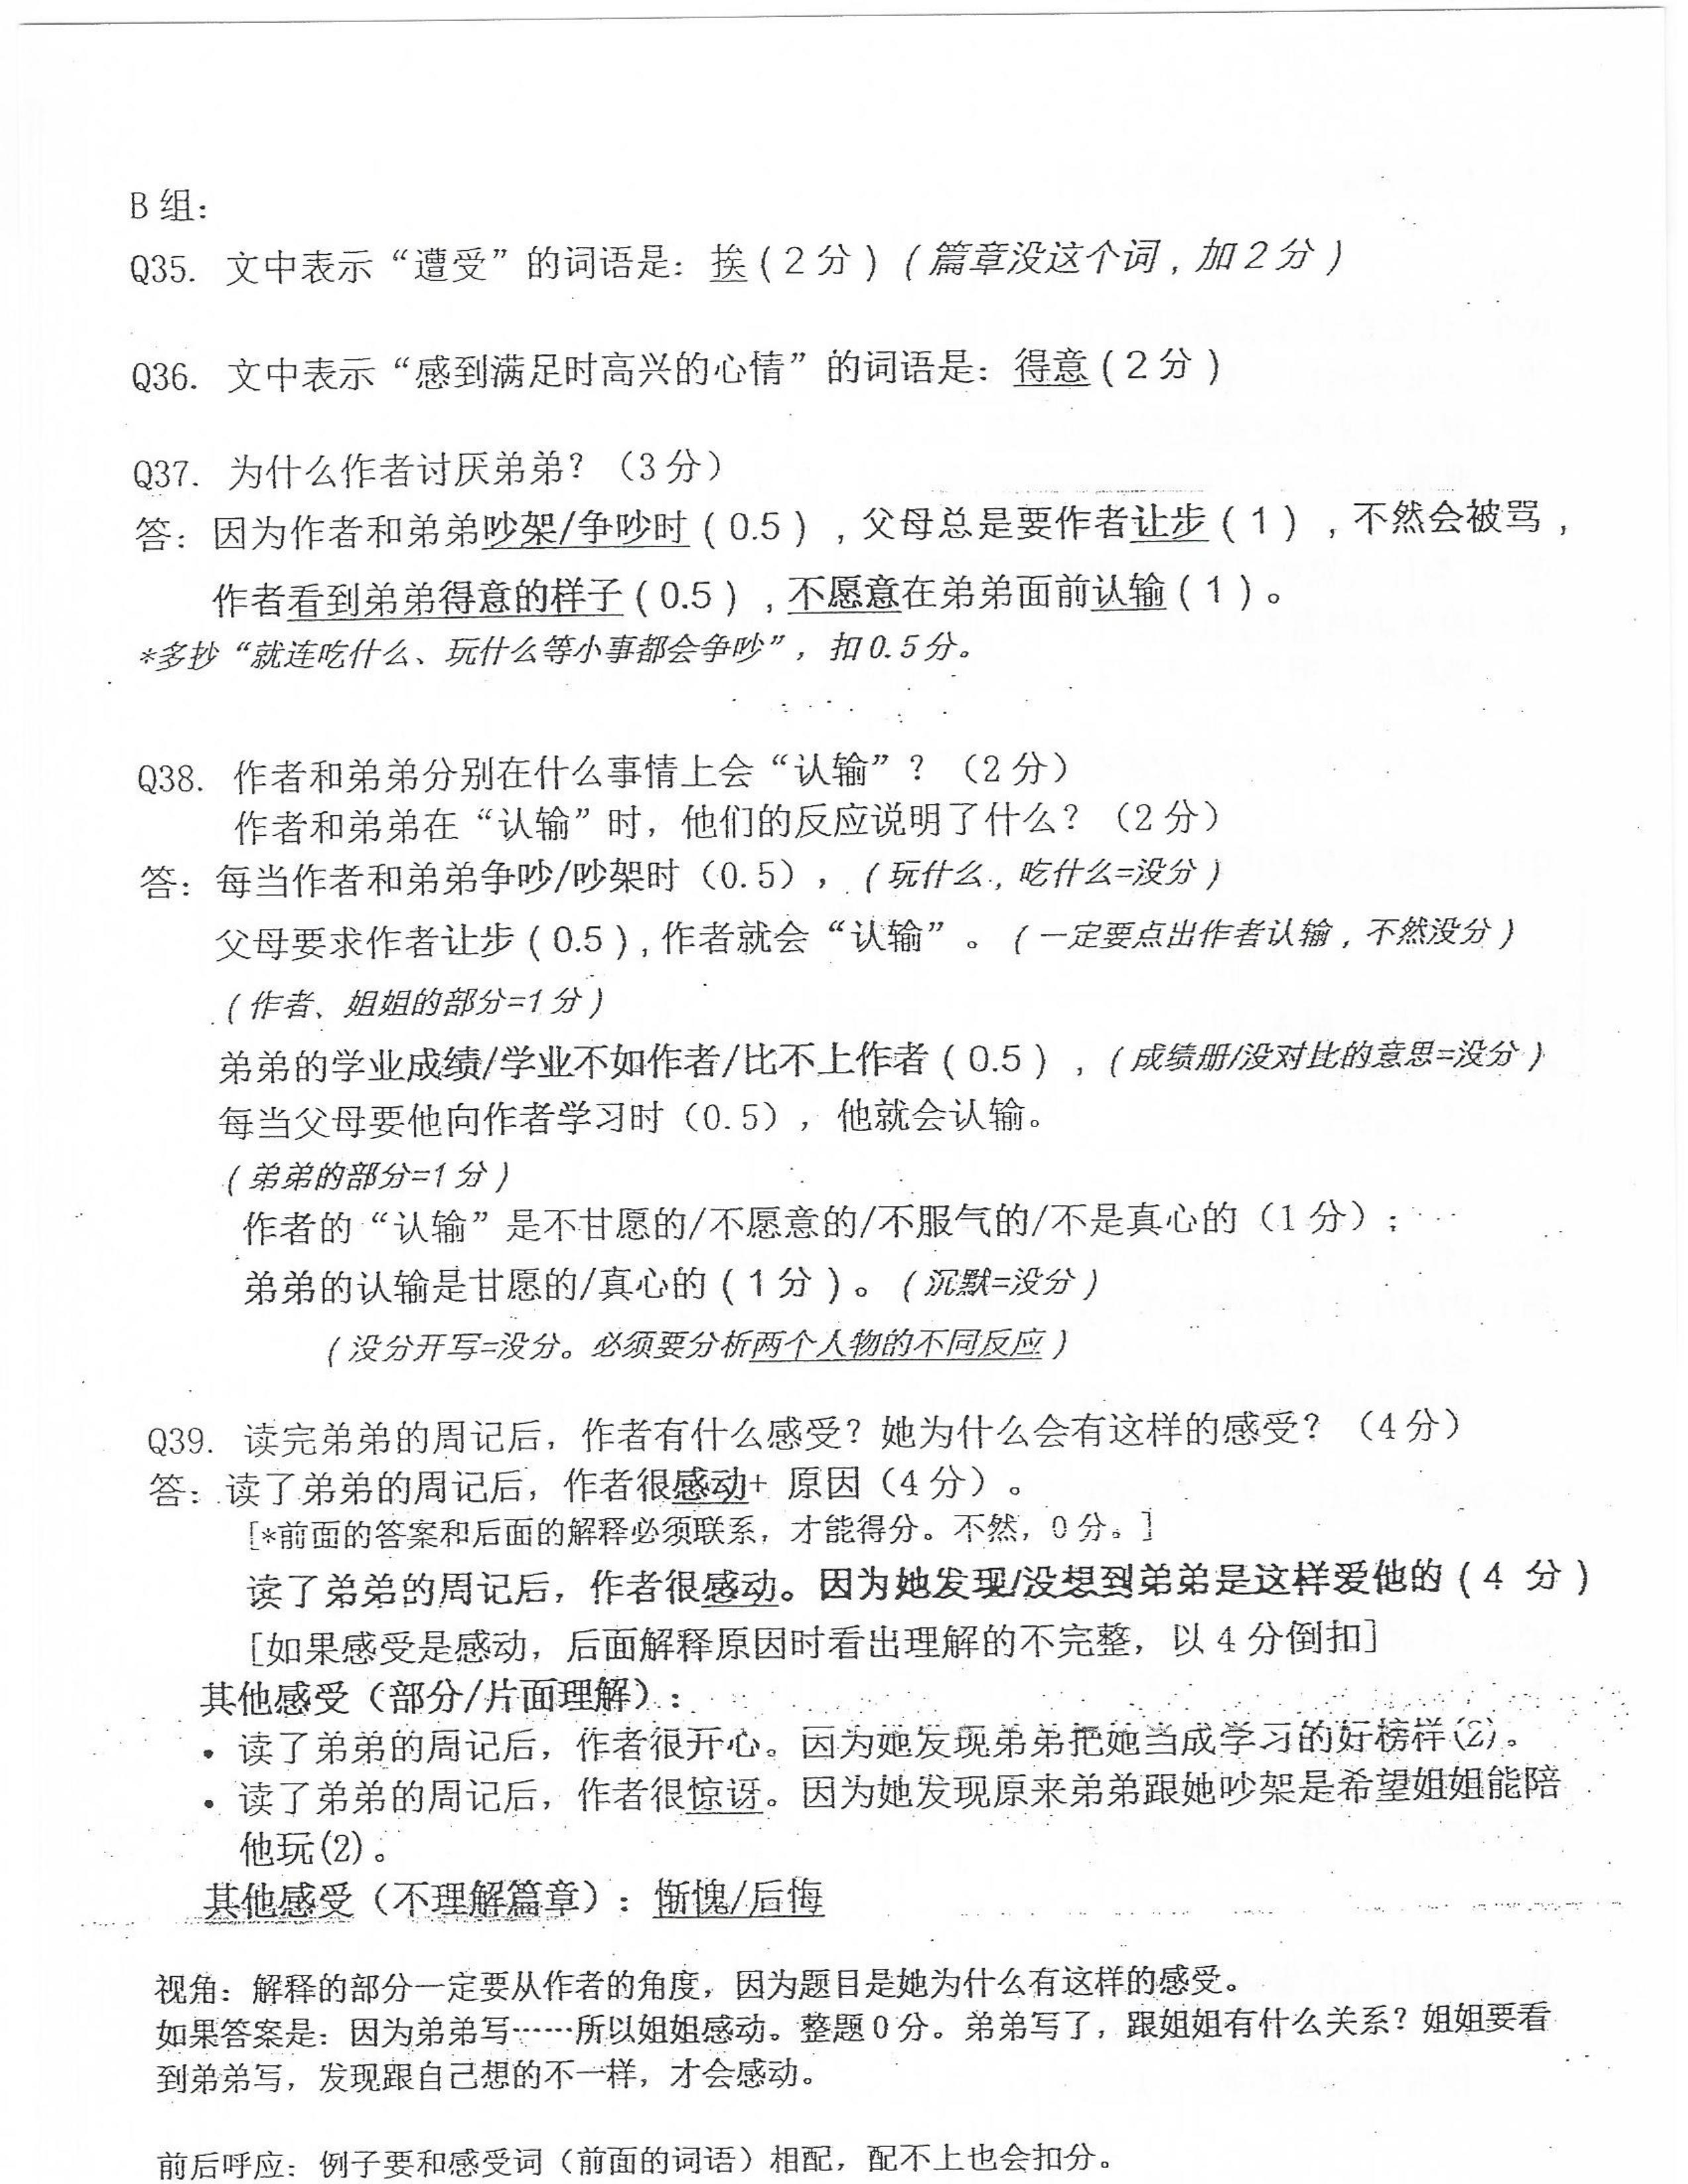 B组：
Q35. 文中表示“遭受”的词语是：挨(2分)(篇章没这个词，加2分)
Q36. 文中表示“感到满足时高兴的心情”的词语是：得意(2分)
Q37. 为什么作者讨厌弟弟？（3分）
答：因为作者和弟弟吵架/争吵时(0.5)，父母总是要作者让步(1)，不然会被骂，
作者看到弟弟得意的样子(0.5)，不愿意在弟弟面前认输(1)。
*多抄“就连吃什么、玩什么等小事都会争吵”，扣0.5分。
Q38. 作者和弟弟分别在什么事情上会“认输”？（2分）
作者和弟弟在“认输”时，他们的反应说明了什么？（2分）
答：每当作者和弟弟争吵/吵架时（0.5），(玩什么，吃什么=没分)
父母要求作者让步(0.5)，作者就会“认输”。(一定要点出作者认输，不然没分)
(作者、姐姐的部分=1分)
弟弟的学业成绩/学业不如作者/比不上作者(0.5)，(成绩册/没对比的意思=没分)
每当父母要他向作者学习时（0.5），他就会认输。
(弟弟的部分=1分)
作者的“认输”是不甘愿的/不愿意的/不服气的/不是真心的（1分）；
弟弟的认输是甘愿的/真心的(1分)。(沉默=没分)
(没分开写=没分。必须要分析两个人物的不同反应)
Q39. 读完弟弟的周记后，作者有什么感受？她为什么会有这样的感受？（4分）
答：读了弟弟的周记后，作者很感动+ 原因（4分）。
[*前面的答案和后面的解释必须联系，才能得分。不然，0分。]
读了弟弟的周记后，作者很感动。因为她发现/没想到弟弟是这样爱他的(4 分)
[如果感受是感动，后面解释原因时看出理解的不完整，以4分倒扣]
其他感受（部分/片面理解）：
• 读了弟弟的周记后，作者很开心。因为她发现弟弟把她当成学习的好榜样(2)。
• 读了弟弟的周记后，作者很惊讶。因为她发现原来弟弟跟她吵架是希望姐姐能陪
他玩(2)。
其他感受（不理解篇章）：惭愧/后悔
视角：解释的部分一定要从作者的角度，因为题目是她为什么有这样的感受。
如果答案是：因为弟弟写……所以姐姐感动。整题0分。弟弟写了，跟姐姐有什么关系？姐姐要看
到弟弟写，发现跟自己想的不一样，才会感动。
前后呼应：例子要和感受词（前面的词语）相配，配不上也会扣分。